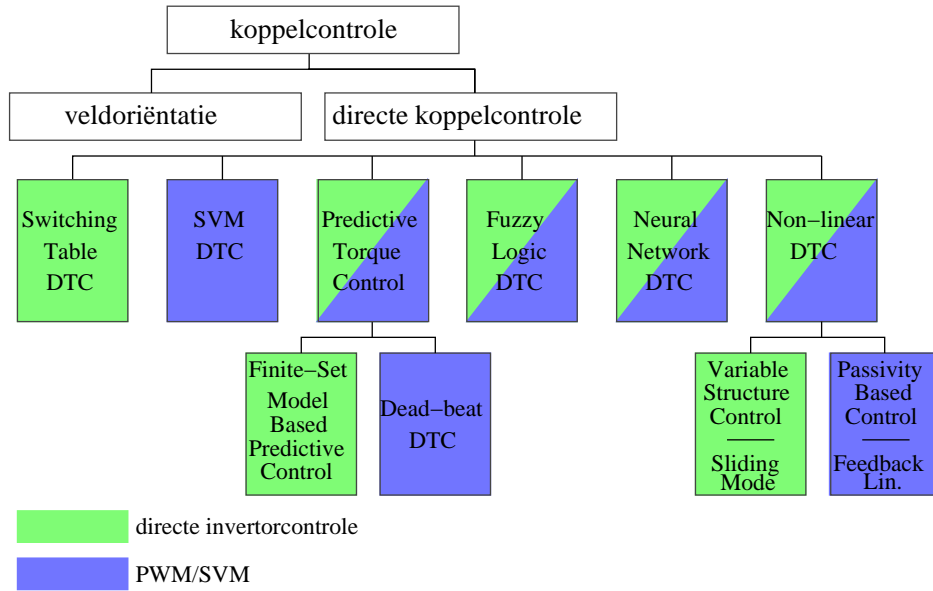 koppelcontrole
veldoriëntatie
directe koppelcontrole
Switching
Table
DTC
SVM
DTC
Predictive
Torque
Control
Fuzzy
Logic
DTC
Neural
Network
DTC
Non−linear
DTC
Finite−Set
Model
Based
Predictive
Control
Dead−beat
DTC
Variable
Structure
Control
Sliding
Mode
Passivity
Based
Control
Feedback
Lin.
directe invertorcontrole
PWM/SVM